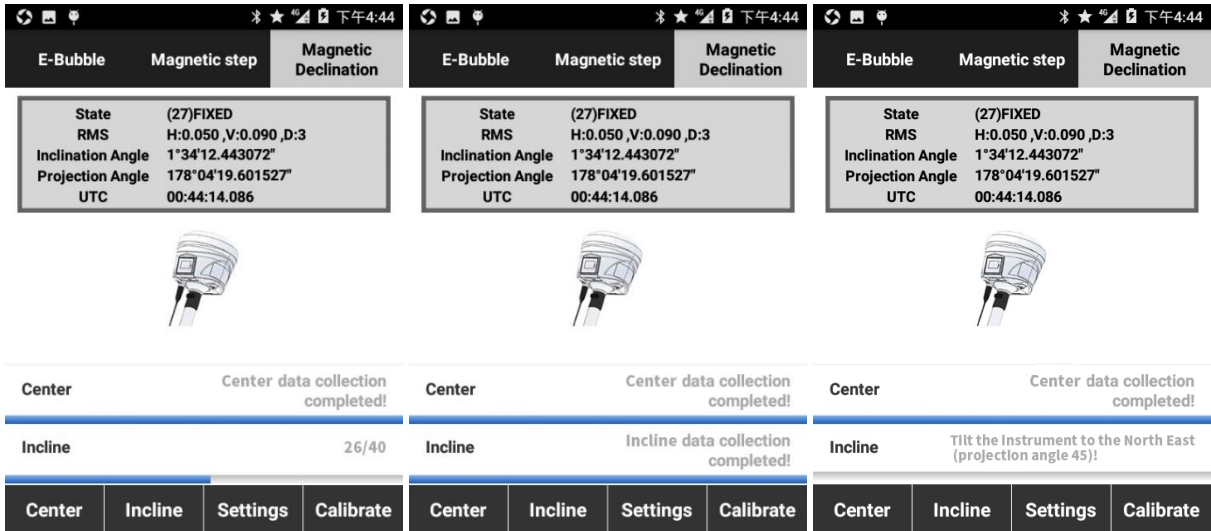 46 下午4:44
E-Bubble Magnetic step Magnetic Declination
State (27)FIXED
RMS H:0.050 ,V:0.090 ,D:3
Inclination Angle 1°34'12.443072"
Projection Angle 178°04'19.601527"
UTC 00:44:14.086
Center Center data collection
completed!
Incline 26/40
Center Incline Settings Calibrate
46 下午4:44
E-Bubble Magnetic step Magnetic Declination
State (27)FIXED
RMS H:0.050 ,V:0.090 ,D:3
Inclination Angle 1°34'12.443072"
Projection Angle 178°04'19.601527"
UTC 00:44:14.086
Center Center data collection
completed!
Incline Incline data collection
completed!
Center Incline Settings Calibrate
46 下午4:44
E-Bubble Magnetic step Magnetic Declination
State (27)FIXED
RMS H:0.050 ,V:0.090 ,D:3
Inclination Angle 1°34'12.443072"
Projection Angle 178°04'19.601527"
UTC 00:44:14.086
Center Center data collection
completed!
Incline Tilt the Instrument to the North East
(projection angle 45)!
Center Incline Settings Calibrate